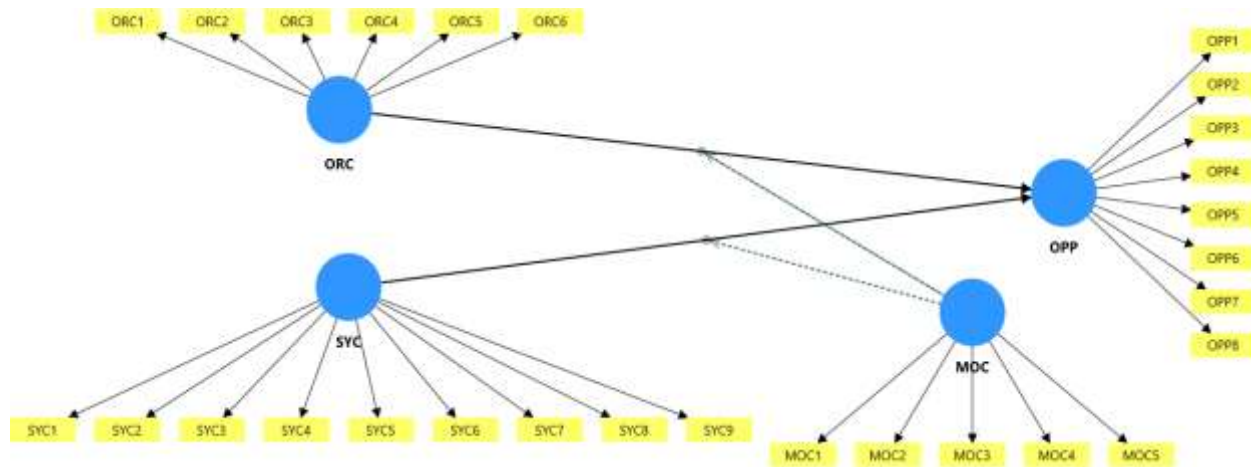 ORC1 ORC2 ORC3 ORC4 ORC5 ORC6
ORC
OPP1
OPP2
OPP3
OPP4
OPP5
OPP6
OPP7
OPP8
OPP
SYC
MOC
SYC1 SYC2 SYC3 SYC4 SYC5 SYC6 SYC7 SYC8 SYC9
MOC1 MOC2 MOC3 MOC4 MOC5